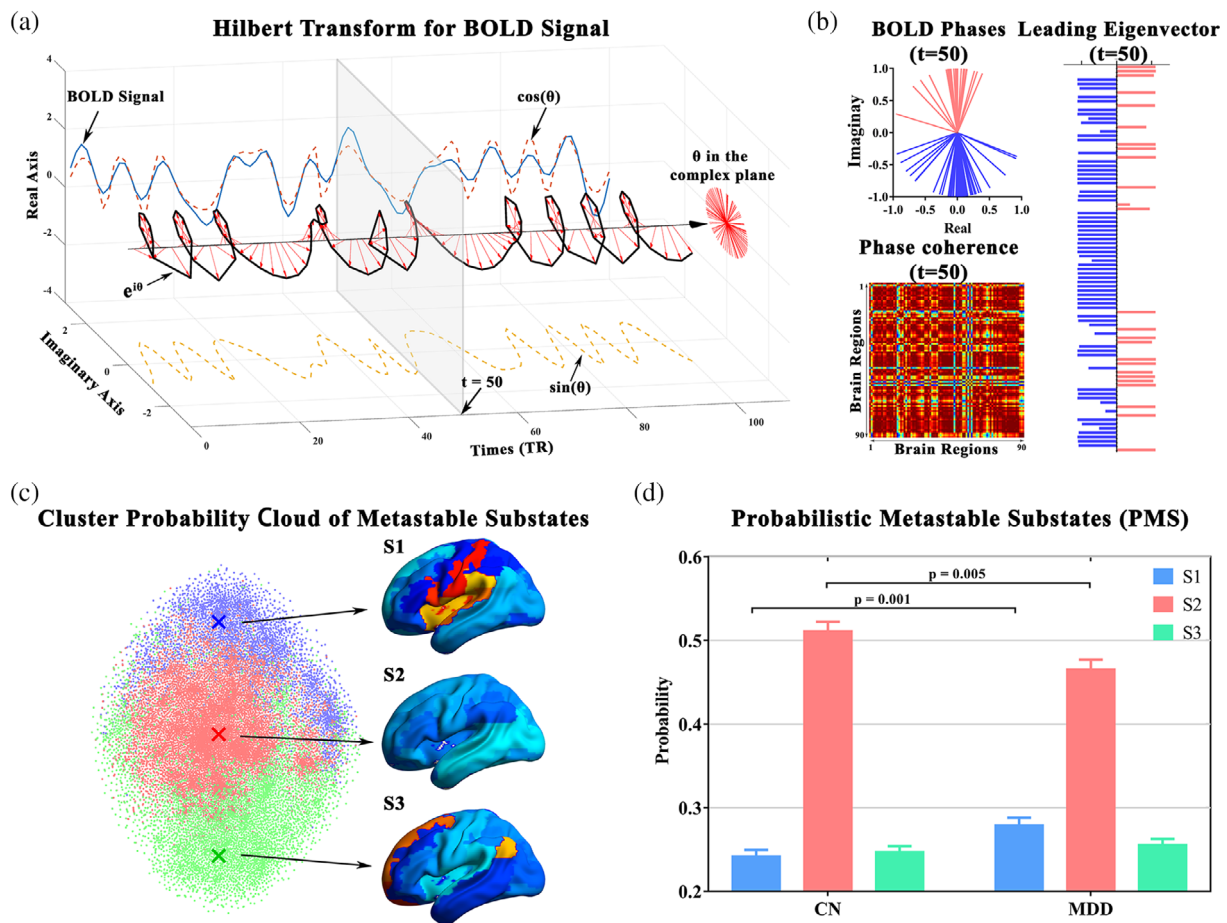 (a)
Hilbert Transform for BOLD Signal
4
2
0
-2
-4
Real Axis
BOLD Signal
cos(θ)
θ in the
complex plane
e^iθ
2
0
-2
Imaginary Axis
sin(θ)
t = 50
0
20
40
60
80
100
Times (TR)
(b)
BOLD Phases
(t=50)
Leading Eigenvector
(t=50)
1.0
0.5
0.0
-0.5
-1.0
Imaginay
-1.0
0.0
1.0
Real
Phase coherence
(t=50)
1
90
Brain Regions
1
90
Brain Regions
(c)
Cluster Probability Cloud of Metastable Substates
S1
S2
S3
(d)
Probabilistic Metastable Substates (PMS)
0.6
0.5
0.4
0.3
0.2
Probability
p = 0.005
p = 0.001
S1
S2
S3
CN
MDD